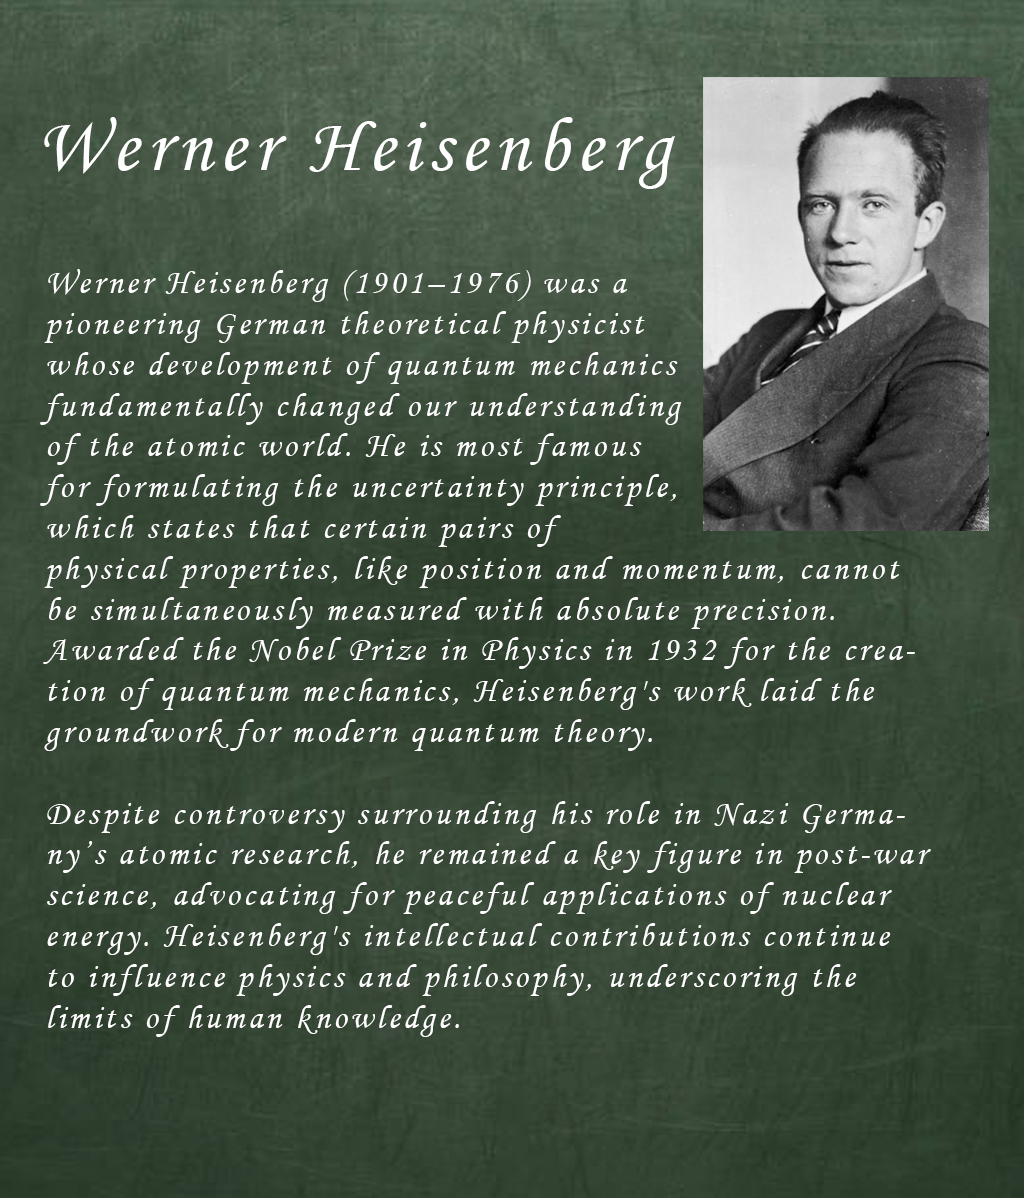 Werner Heisenberg
Werner Heisenberg (1901–1976) was a
pioneering German theoretical physicist
whose development of quantum mechanics
fundamentally changed our understanding
of the atomic world. He is most famous
for formulating the uncertainty principle,
which states that certain pairs of
physical properties, like position and momentum, cannot
be simultaneously measured with absolute precision.
Awarded the Nobel Prize in Physics in 1932 for the crea-
tion of quantum mechanics, Heisenberg's work laid the
groundwork for modern quantum theory.
Despite controversy surrounding his role in Nazi Germa-
ny’s atomic research, he remained a key figure in post-war
science, advocating for peaceful applications of nuclear
energy. Heisenberg's intellectual contributions continue
to influence physics and philosophy, underscoring the
limits of human knowledge.